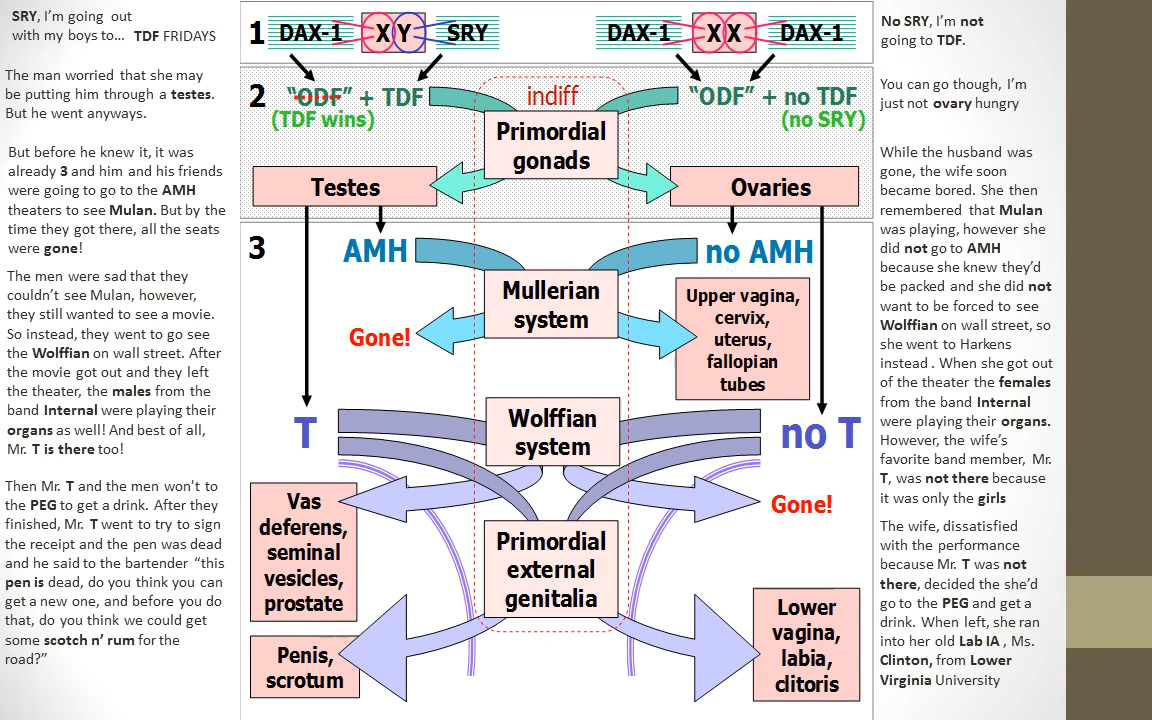 SRY, I’m going out
with my boys to… TDF FRIDAYS
The man worried that she may
be putting him through a testes.
But he went anyways.
But before he knew it, it was
already 3 and him and his friends
were going to go to the AMH
theaters to see Mulan. But by the
time they got there, all the seats
were gone!
The men were sad that they
couldn’t see Mulan, however,
they still wanted to see a movie.
So instead, they went to go see
the Wolffian on wall street. After
the movie got out and they left
the theater, the males from the
band Internal were playing their
organs as well! And best of all,
Mr. T is there too!
Then Mr. T and the men won't to
the PEG to get a drink. After they
finished, Mr. T went to try to sign
the receipt and the pen was dead
and he said to the bartender “this
pen is dead, do you think you can
get a new one, and before you do
that, do you think we could get
some scotch n’ rum for the
road?”
1 DAX-1 X Y SRY DAX-1 X X DAX-1
2 “ODF” + TDF indiff “ODF” + no TDF
(TDF wins) (no SRY)
Primordial
gonads
Testes Ovaries
3 AMH no AMH
Mullerian
system
Gone!
Upper vagina,
cervix,
uterus,
fallopian
tubes
T no T
Wolffian
system
Vas
deferens,
seminal
vesicles,
prostate
Gone!
Primordial
external
genitalia
Penis,
scrotum
Lower
vagina,
labia,
clitoris
No SRY, I’m not
going to TDF.
You can go though, I’m
just not ovary hungry
While the husband was
gone, the wife soon
became bored. She then
remembered that Mulan
was playing, however she
did not go to AMH
because she knew they’d
be packed and she did not
want to be forced to see
Wolffian on wall street, so
she went to Harkens
instead . When she got out
of the theater the females
from the band Internal
were playing their organs.
However, the wife’s
favorite band member, Mr.
T, was not there because
it was only the girls
The wife, dissatisfied
with the performance
because Mr. T was not
there, decided the she’d
go to the PEG and get a
drink. When left, she ran
into her old Lab IA , Ms.
Clinton, from Lower
Virginia University